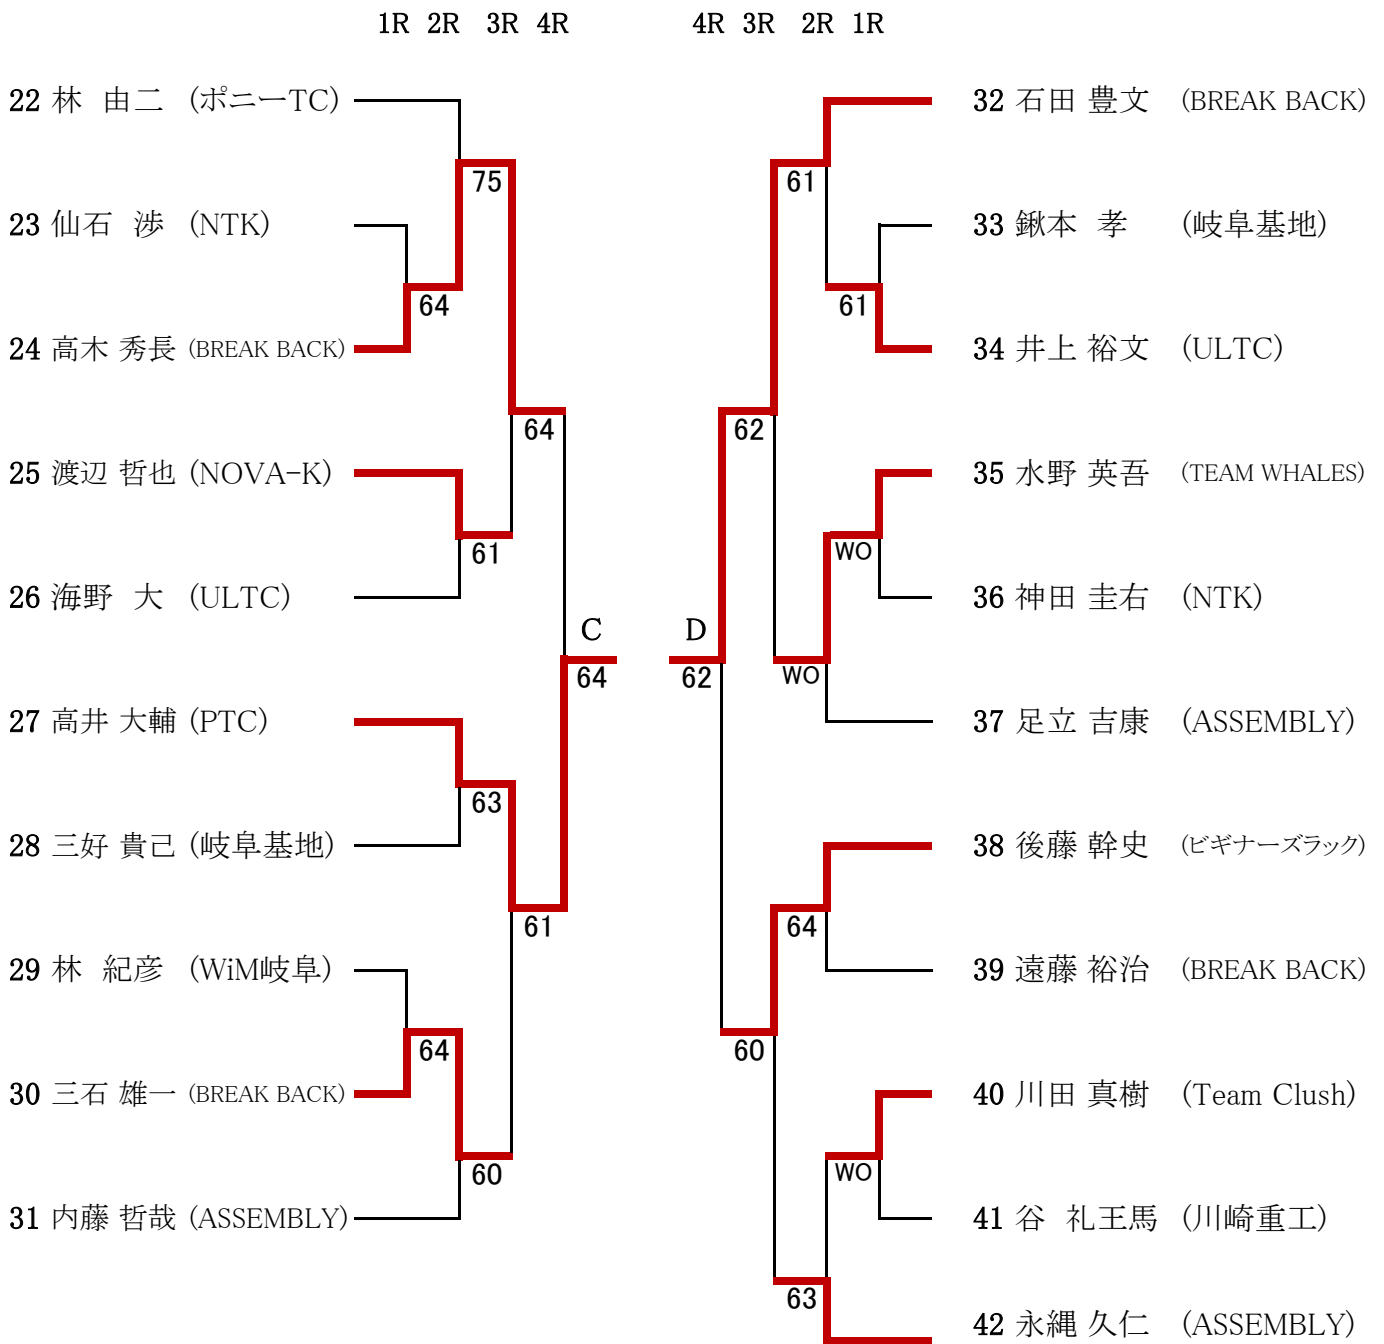 1R 2R 3R 4R 4R 3R 2R 1R
22 林 由二 (ポニーTC)
32 石田 豊文 (BREAK BACK)
75
61
23 仙石 渉 (NTK)
33 鍬本 孝 (岐阜基地)
64
61
24 高木 秀長 (BREAK BACK)
34 井上 裕文 (ULTC)
64
62
25 渡辺 哲也 (NOVA-K)
35 水野 英吾 (TEAM WHALES)
61
WO
26 海野 大 (ULTC)
36 神田 圭右 (NTK)
C
D
64
62
WO
27 高井 大輔 (PTC)
37 足立 吉康 (ASSEMBLY)
63
28 三好 貴己 (岐阜基地)
38 後藤 幹史 (ビギナーズラック)
61
64
29 林 紀彦 (WiM岐阜)
39 遠藤 裕治 (BREAK BACK)
64
60
30 三石 雄一 (BREAK BACK)
40 川田 真樹 (Team Clush)
60
WO
31 内藤 哲哉 (ASSEMBLY)
41 谷 礼王馬 (川崎重工)
63
42 永縄 久仁 (ASSEMBLY)